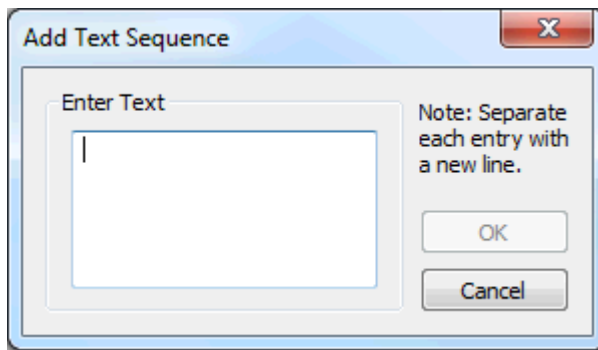 Add Text Sequence
Enter Text
Note: Separate
each entry with
a new line.
OK
Cancel